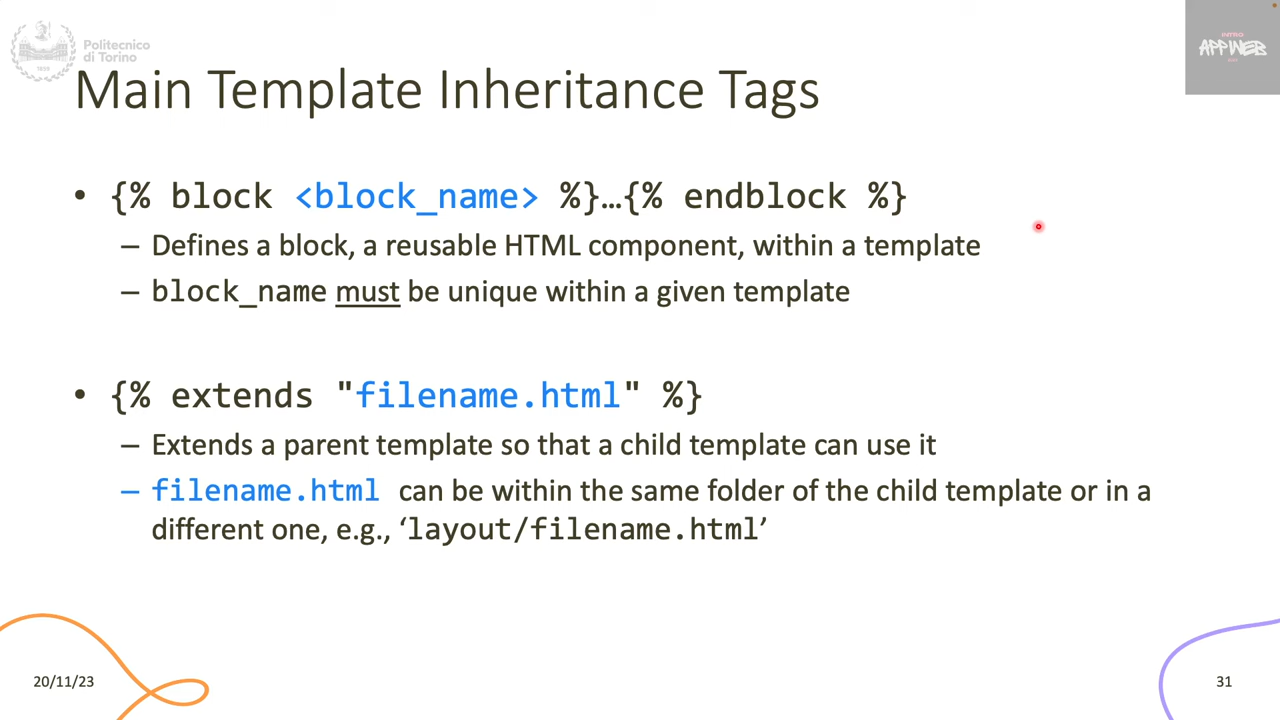 Politecnico
di Torino
1859
INTRO
APPWEB
Main Template Inheritance Tags
• {% block <block_name> %}…{% endblock %}
– Defines a block, a reusable HTML component, within a template
– block_name must be unique within a given template
• {% extends "filename.html" %}
– Extends a parent template so that a child template can use it
– filename.html can be within the same folder of the child template or in a
different one, e.g., ‘layout/filename.html’
20/11/23
31